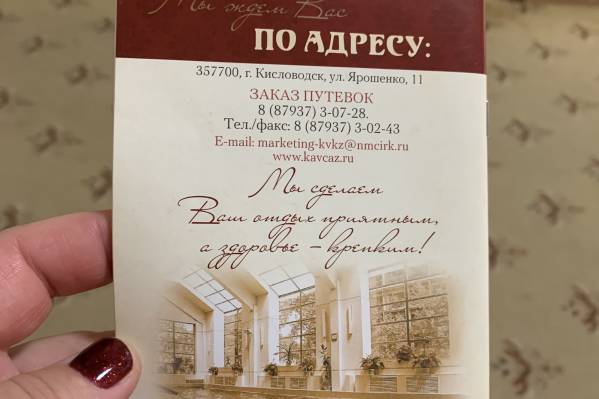 Мы ждем Вас
ПО АДРЕСУ:
357700, г. Кисловодск, ул. Ярошенко, 11
ЗАКАЗ ПУТЕВОК
8 (87937) 3-07-28.
Тел./факс: 8 (87937) 3-02-43
E-mail: marketing-kvkz@nmcirk.ru
www.kavcaz.ru
Мы сделаем
Ваш отдых приятным,
а здоровье – крепким!